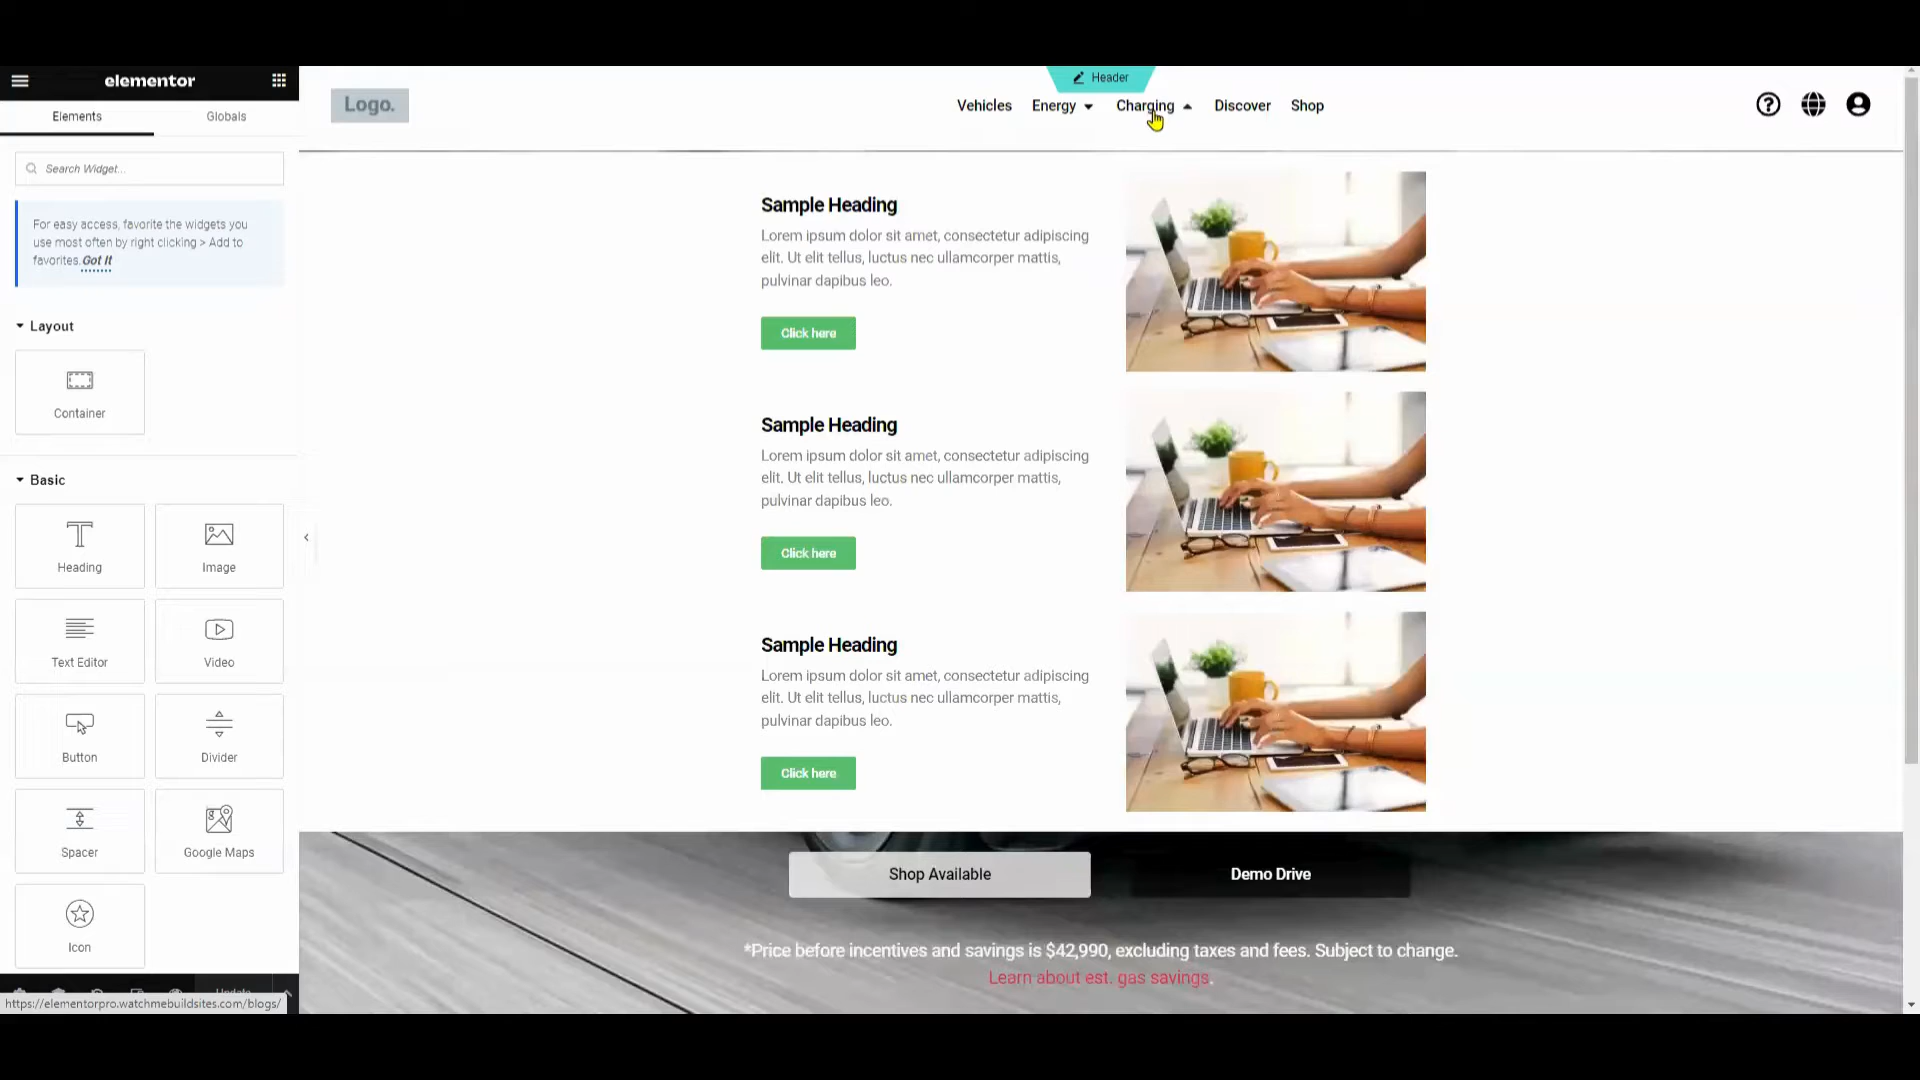 elementor
Elements
Globals
Search Widget...
For easy access, favorite the widgets you
use most often by right clicking > Add to
favorites. Got It
Layout
Container
Basic
Heading
Image
Text Editor
Video
Button
Divider
Spacer
Google Maps
Icon
Update
https://elementorpro.watchmebuildsites.com/blogs/
Header
Logo.
Vehicles
Energy
Charging
Discover
Shop
Sample Heading
Lorem ipsum dolor sit amet, consectetur adipiscing
elit. Ut elit tellus, luctus nec ullamcorper mattis,
pulvinar dapibus leo.
Click here
Sample Heading
Lorem ipsum dolor sit amet, consectetur adipiscing
elit. Ut elit tellus, luctus nec ullamcorper mattis,
pulvinar dapibus leo.
Click here
Sample Heading
Lorem ipsum dolor sit amet, consectetur adipiscing
elit. Ut elit tellus, luctus nec ullamcorper mattis,
pulvinar dapibus leo.
Click here
Shop Available
Demo Drive
*Price before incentives and savings is $42,990, excluding taxes and fees. Subject to change.
Learn about est. gas savings.